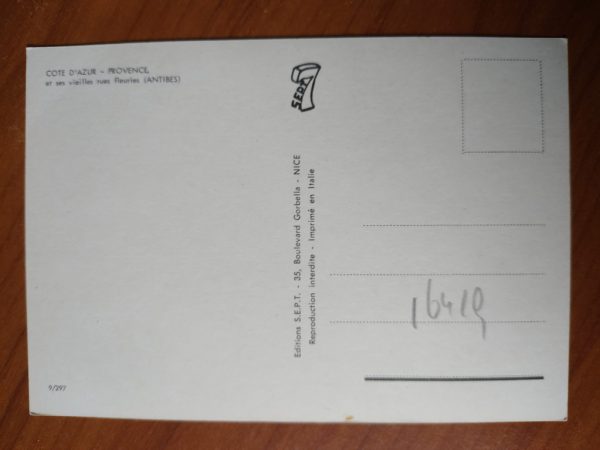 COTE D'AZUR - PROVENCE,
et ses vieilles rues fleuries (ANTIBES)
SEPT
7
Editions S.E.P.T. - 35, Boulevard Gorbella - NICE
Reproduction interdite - Imprimé en Italie
16419
9/297